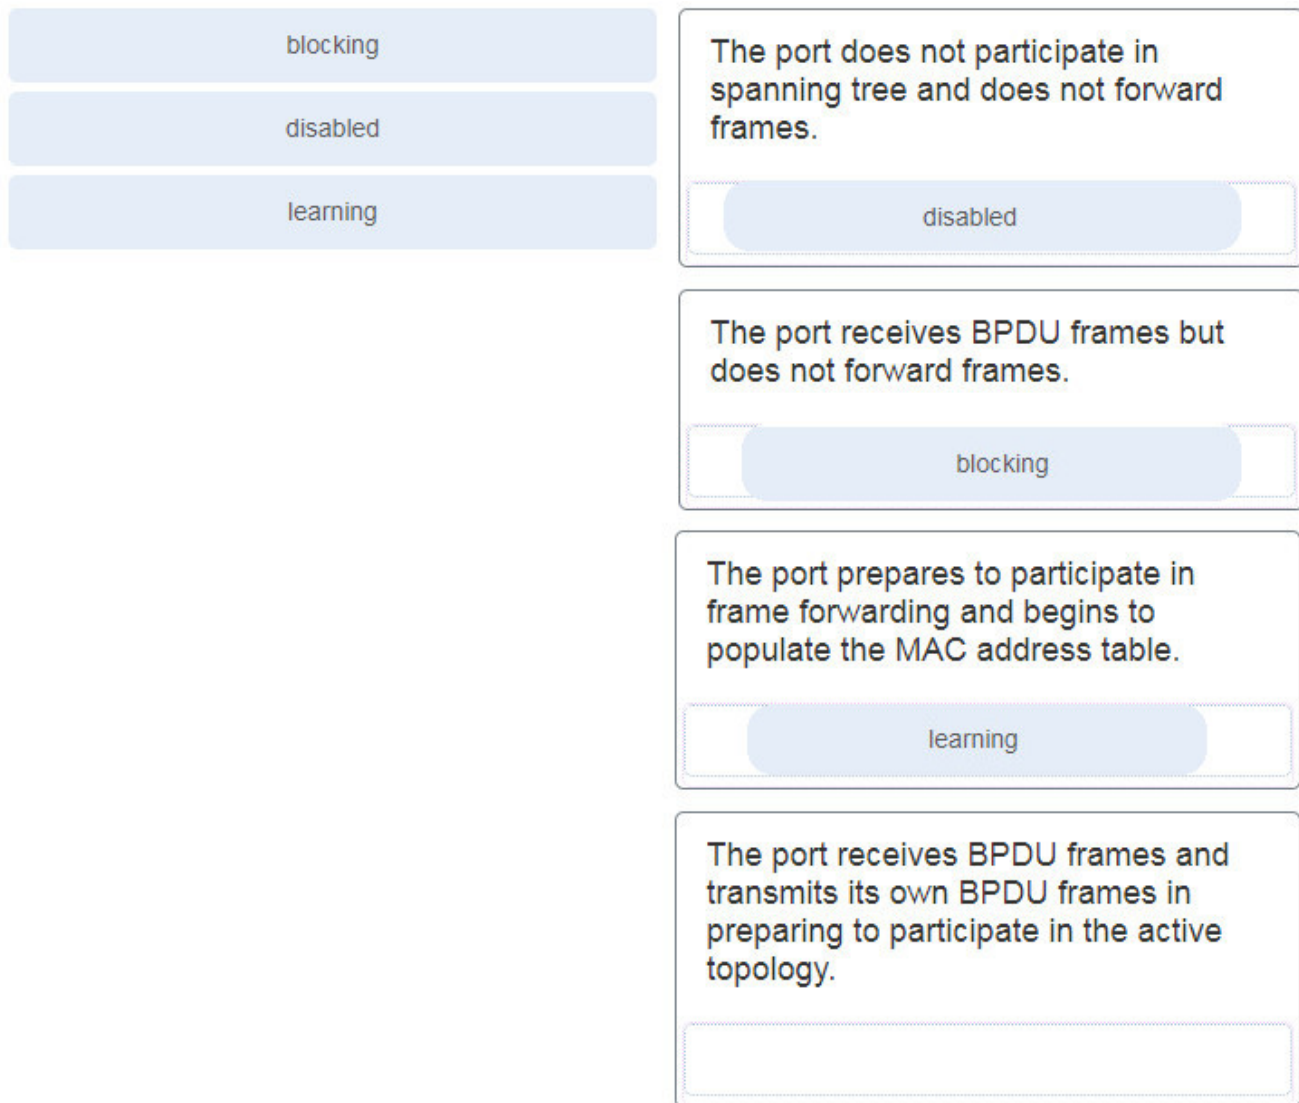 blocking
disabled
learning
The port does not participate in
spanning tree and does not forward
frames.
disabled
The port receives BPDU frames but
does not forward frames.
blocking
The port prepares to participate in
frame forwarding and begins to
populate the MAC address table.
learning
The port receives BPDU frames and
transmits its own BPDU frames in
preparing to participate in the active
topology.